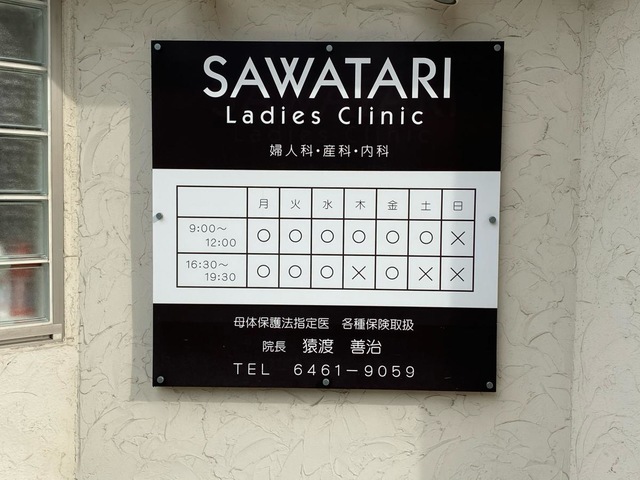 SAWATARI
Ladies Clinic
婦人科・産科・内科
月 火 水 木 金 土 日
9:00〜
12:00
○ ○ ○ ○ ○ ○ ×
16:30〜
19:30
○ ○ ○ × ○ × ×
母体保護法指定医 各種保険取扱
院長 猿渡 善治
TEL 6461-9059